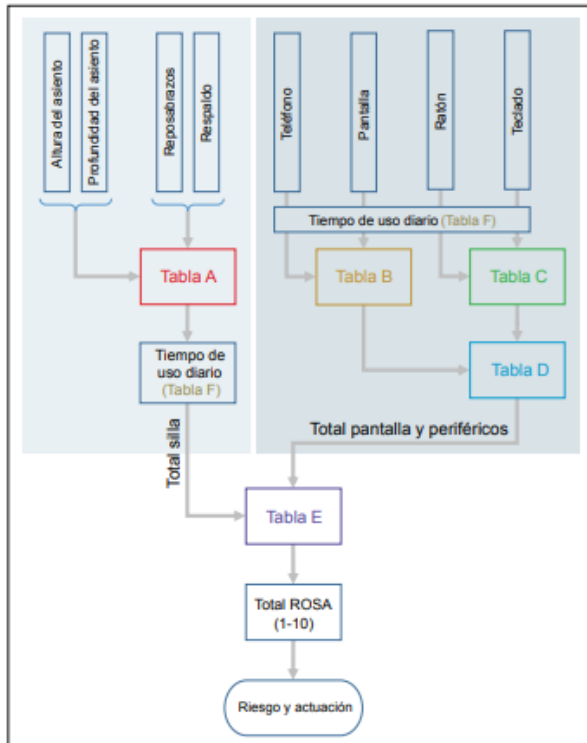 Altura del asiento
Profundidad del asiento
Reposabrazos
Respaldo
Teléfono
Pantalla
Ratón
Teclado
Tiempo de uso diario (Tabla F)
Tabla A
Tabla B
Tabla C
Tiempo de
uso diario
(Tabla F)
Tabla D
Total silla
Total pantalla y periféricos
Tabla E
Total ROSA
(1-10)
Riesgo y actuación